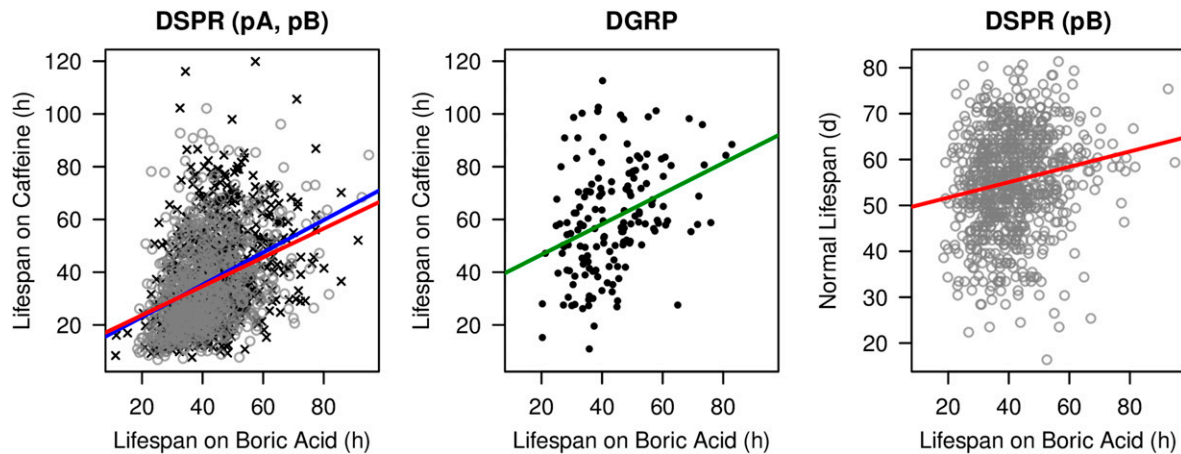 DSPR (pA, pB)
Lifespan on Caffeine (h)
120
100
80
60
40
20
20 40 60 80
Lifespan on Boric Acid (h)
DGRP
Lifespan on Caffeine (h)
120
100
80
60
40
20
20 40 60 80
Lifespan on Boric Acid (h)
DSPR (pB)
Normal Lifespan (d)
80
70
60
50
40
30
20
20 40 60 80
Lifespan on Boric Acid (h)